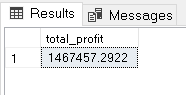 Results Messages
total_profit
1 1467457.2922